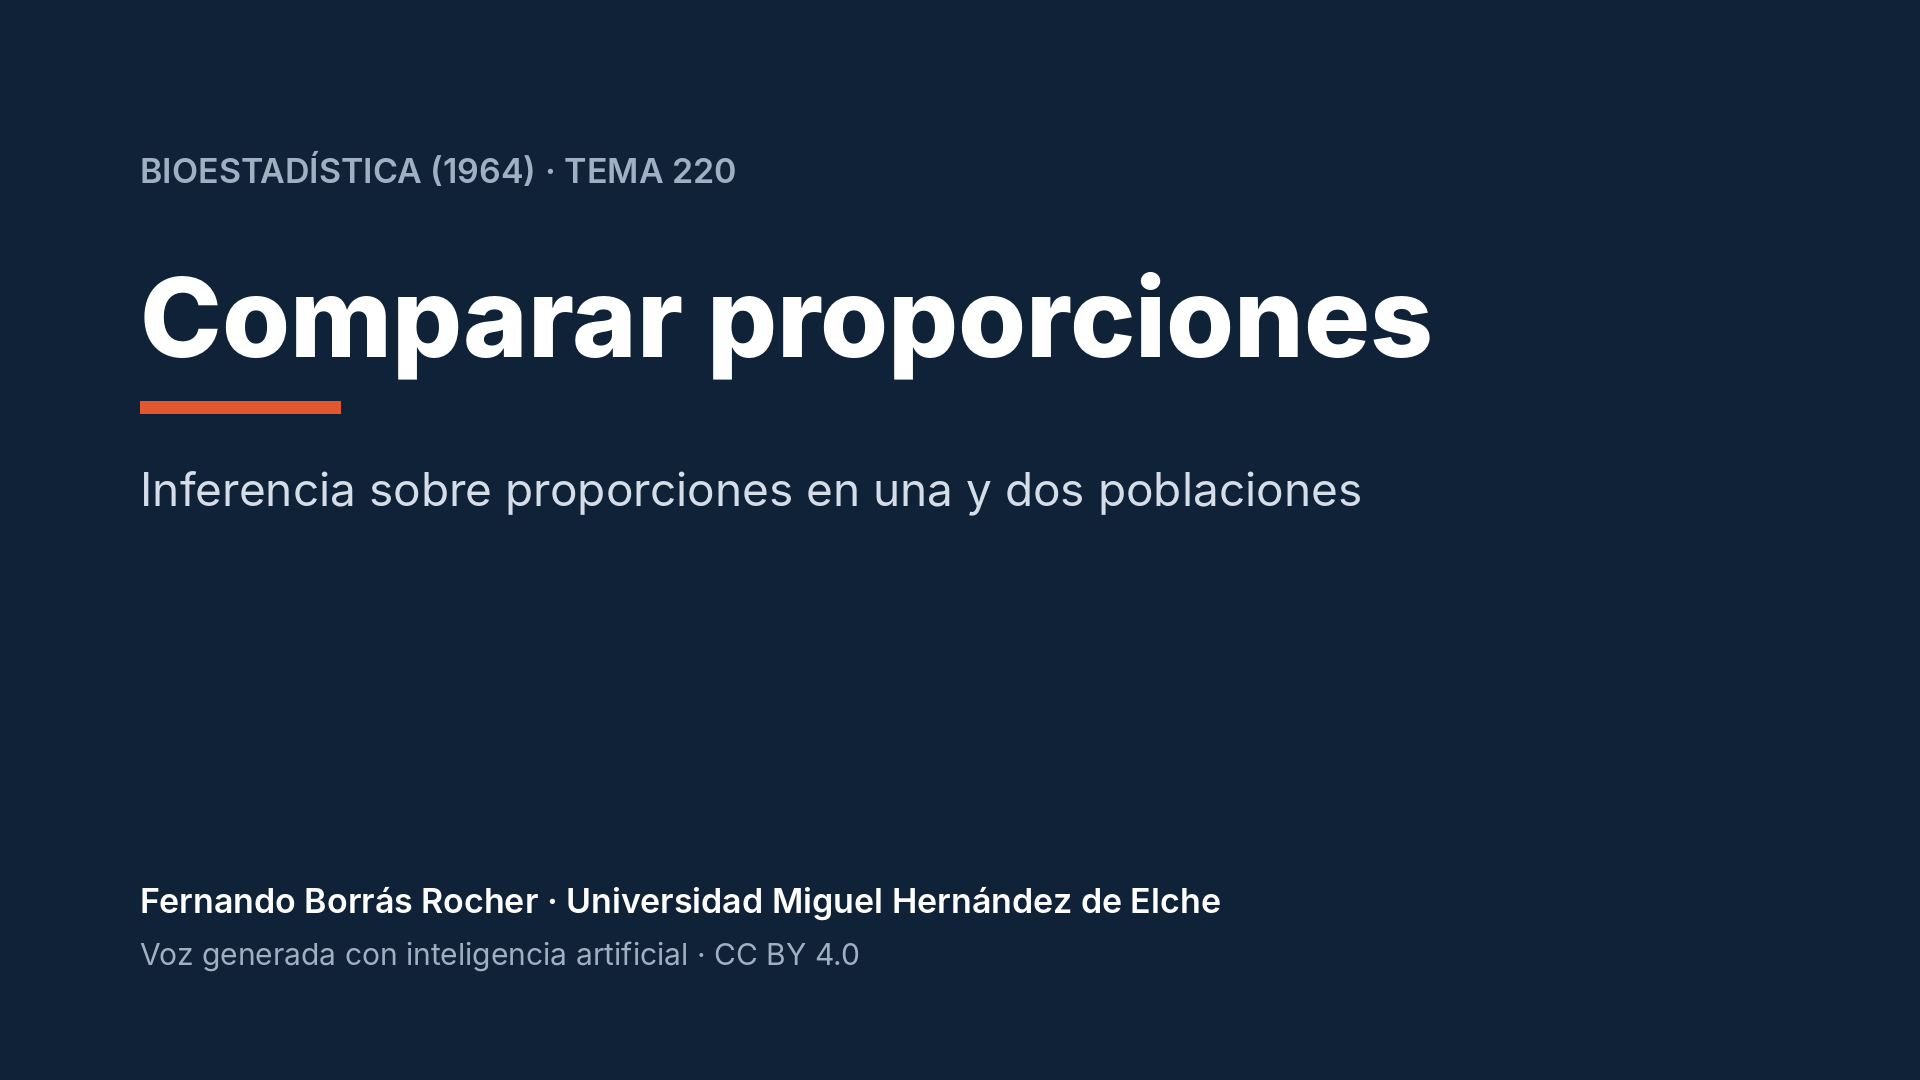 BIOESTADÍSTICA (1964) · TEMA 220
Comparar proporciones
Inferencia sobre proporciones en una y dos poblaciones
Fernando Borrás Rocher · Universidad Miguel Hernández de Elche
Voz generada con inteligencia artificial · CC BY 4.0